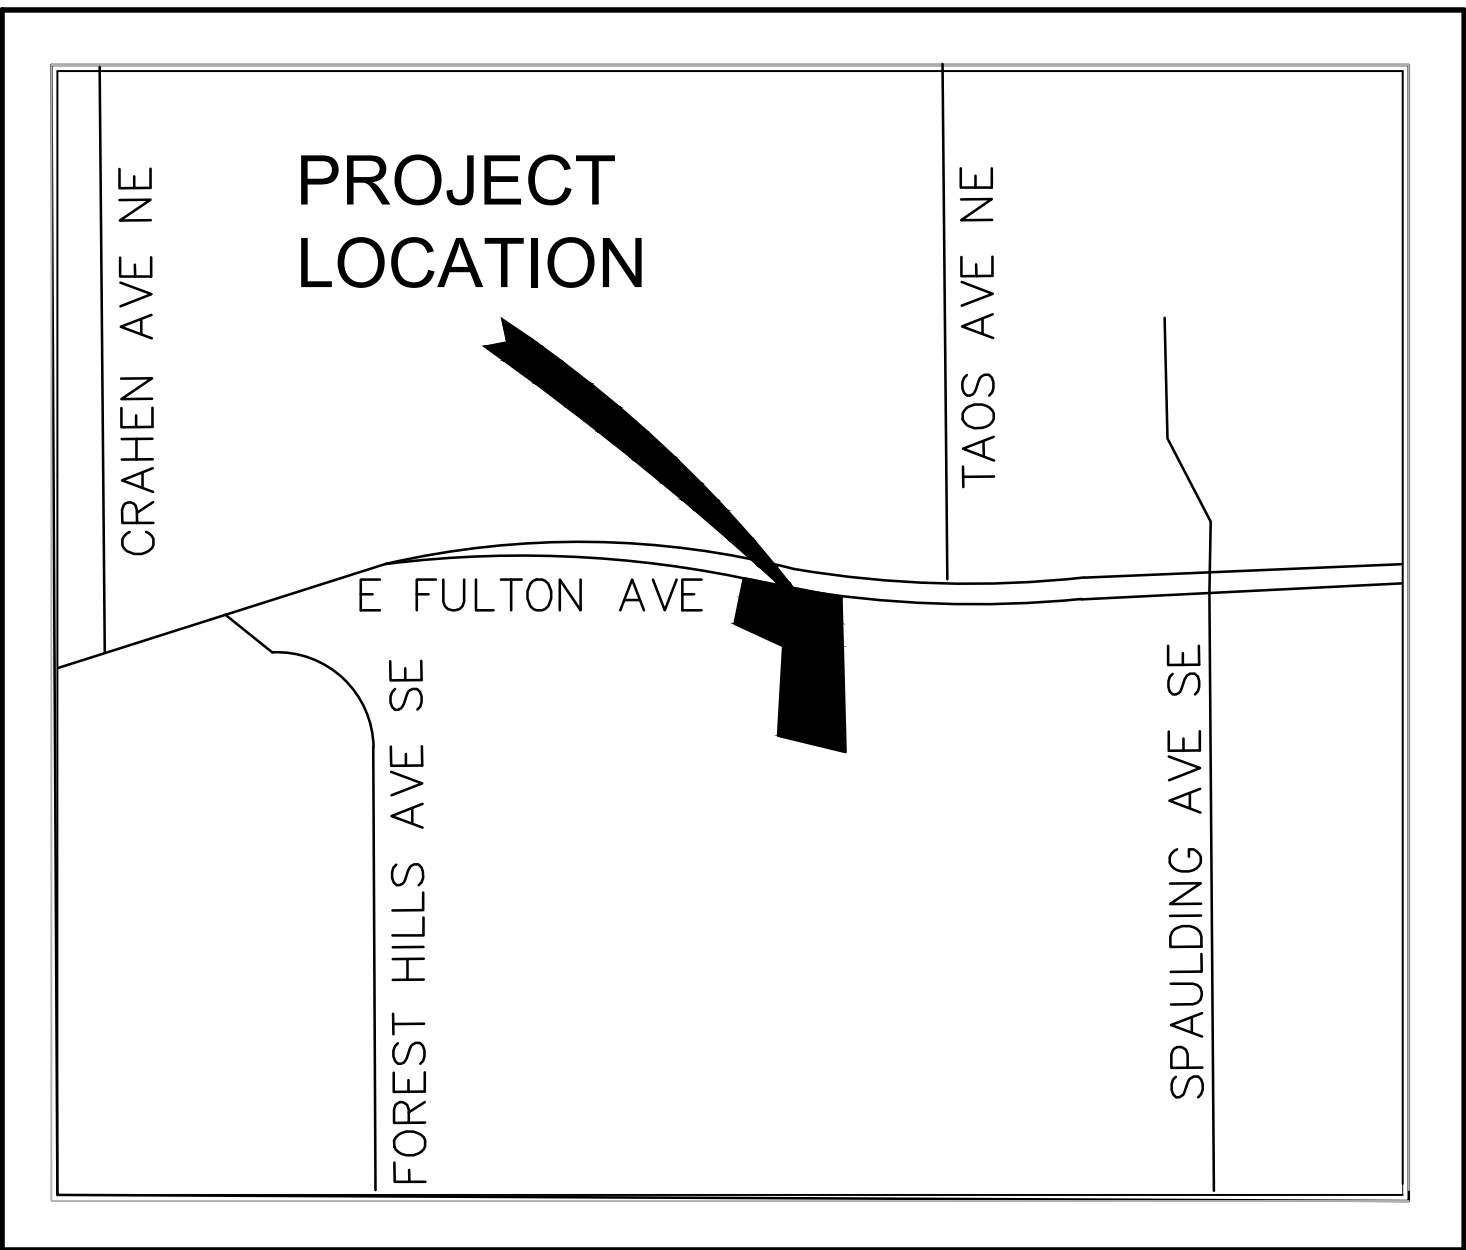 PROJECT
LOCATION
CRAHEN AVE NE
TAOS AVE NE
E FULTON AVE
FOREST HILLS AVE SE
SPAULDING AVE SE